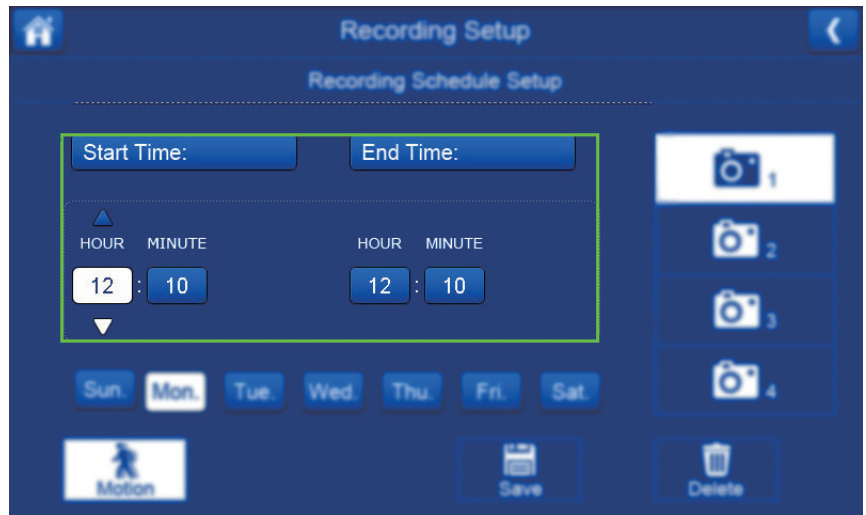 Recording Setup
Recording Schedule Setup
Start Time: End Time:
1
HOUR MINUTE HOUR MINUTE
2
12 : 10 12 : 10
3
Sun. Mon. Tue. Wed. Thu. Fri. Sat.
4
Motion Save Delete